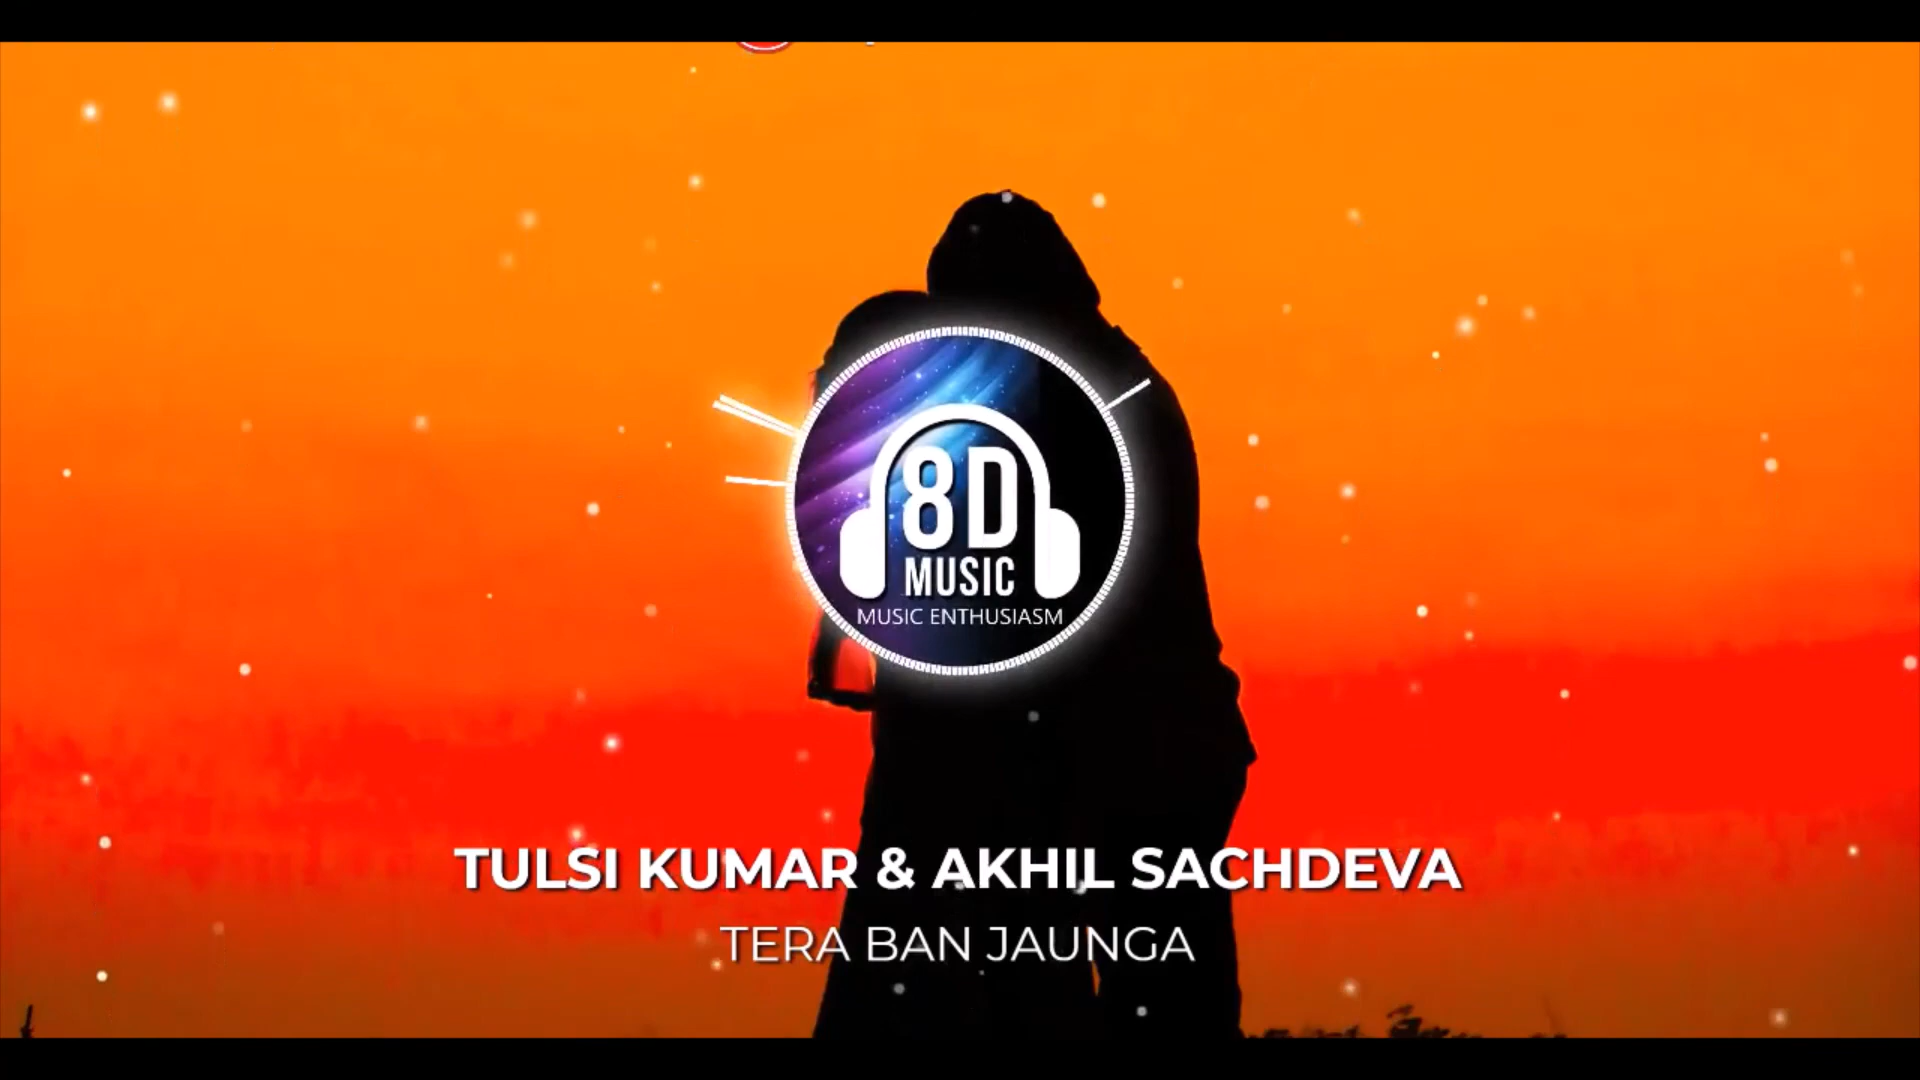 8D
MUSIC
MUSIC ENTHUSIASM
TULSI KUMAR & AKHIL SACHDEVA
TERA BAN JAUNGA